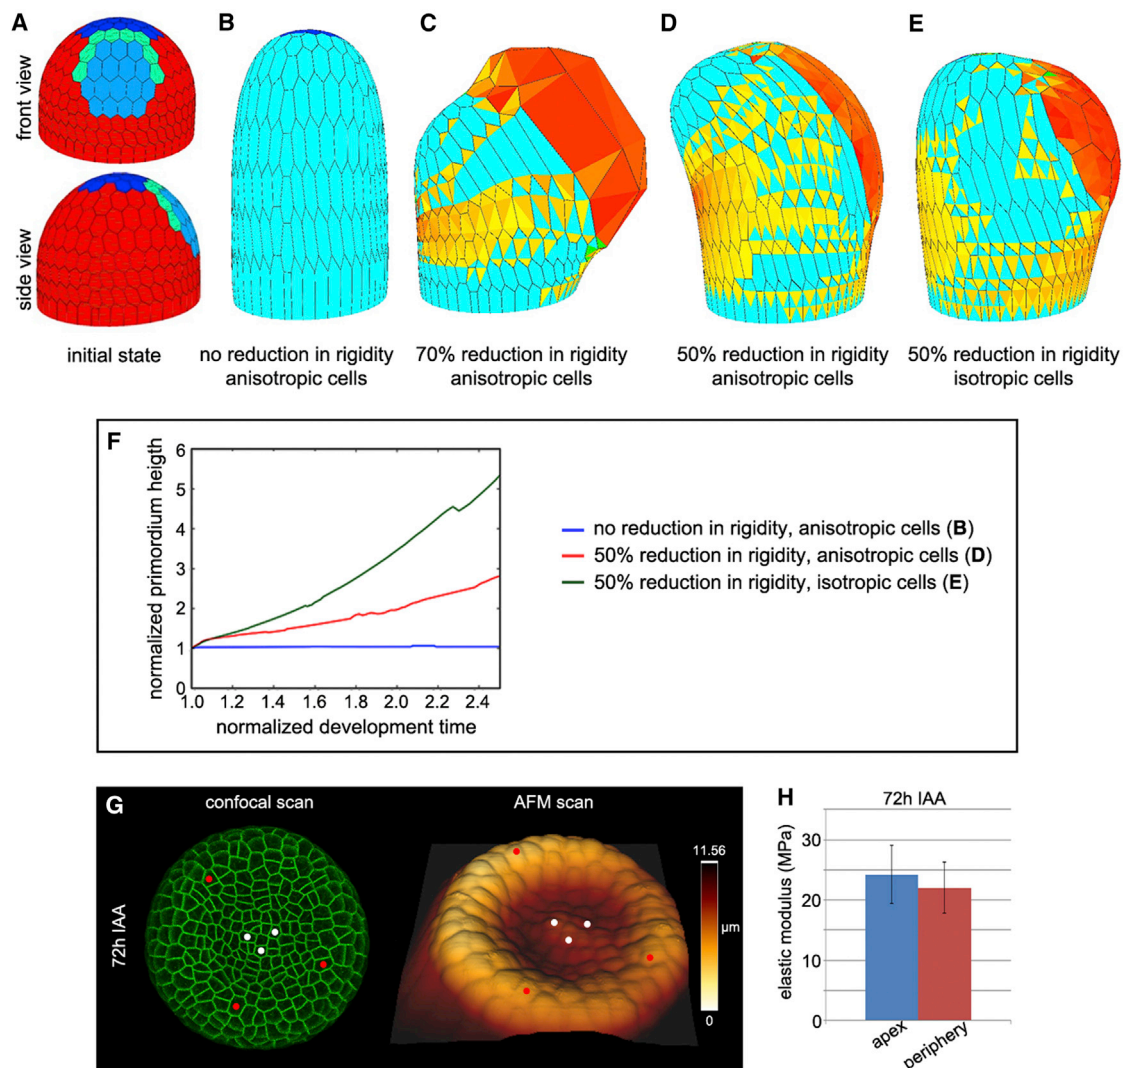 A
B
C
D
E
front view
side view
initial state
no reduction in rigidity
anisotropic cells
70% reduction in rigidity
anisotropic cells
50% reduction in rigidity
anisotropic cells
50% reduction in rigidity
isotropic cells
F
normalized primordium heigth
6
5
4
3
2
1
0
1.0 1.2 1.4 1.6 1.8 2.0 2.2 2.4
normalized development time
no reduction in rigidity, anisotropic cells (B)
50% reduction in rigidity, anisotropic cells (D)
50% reduction in rigidity, isotropic cells (E)
G
confocal scan
AFM scan
72h IAA
11.56
µm
0
H
72h IAA
elastic modulus (MPa)
30
20
10
0
apex
periphery